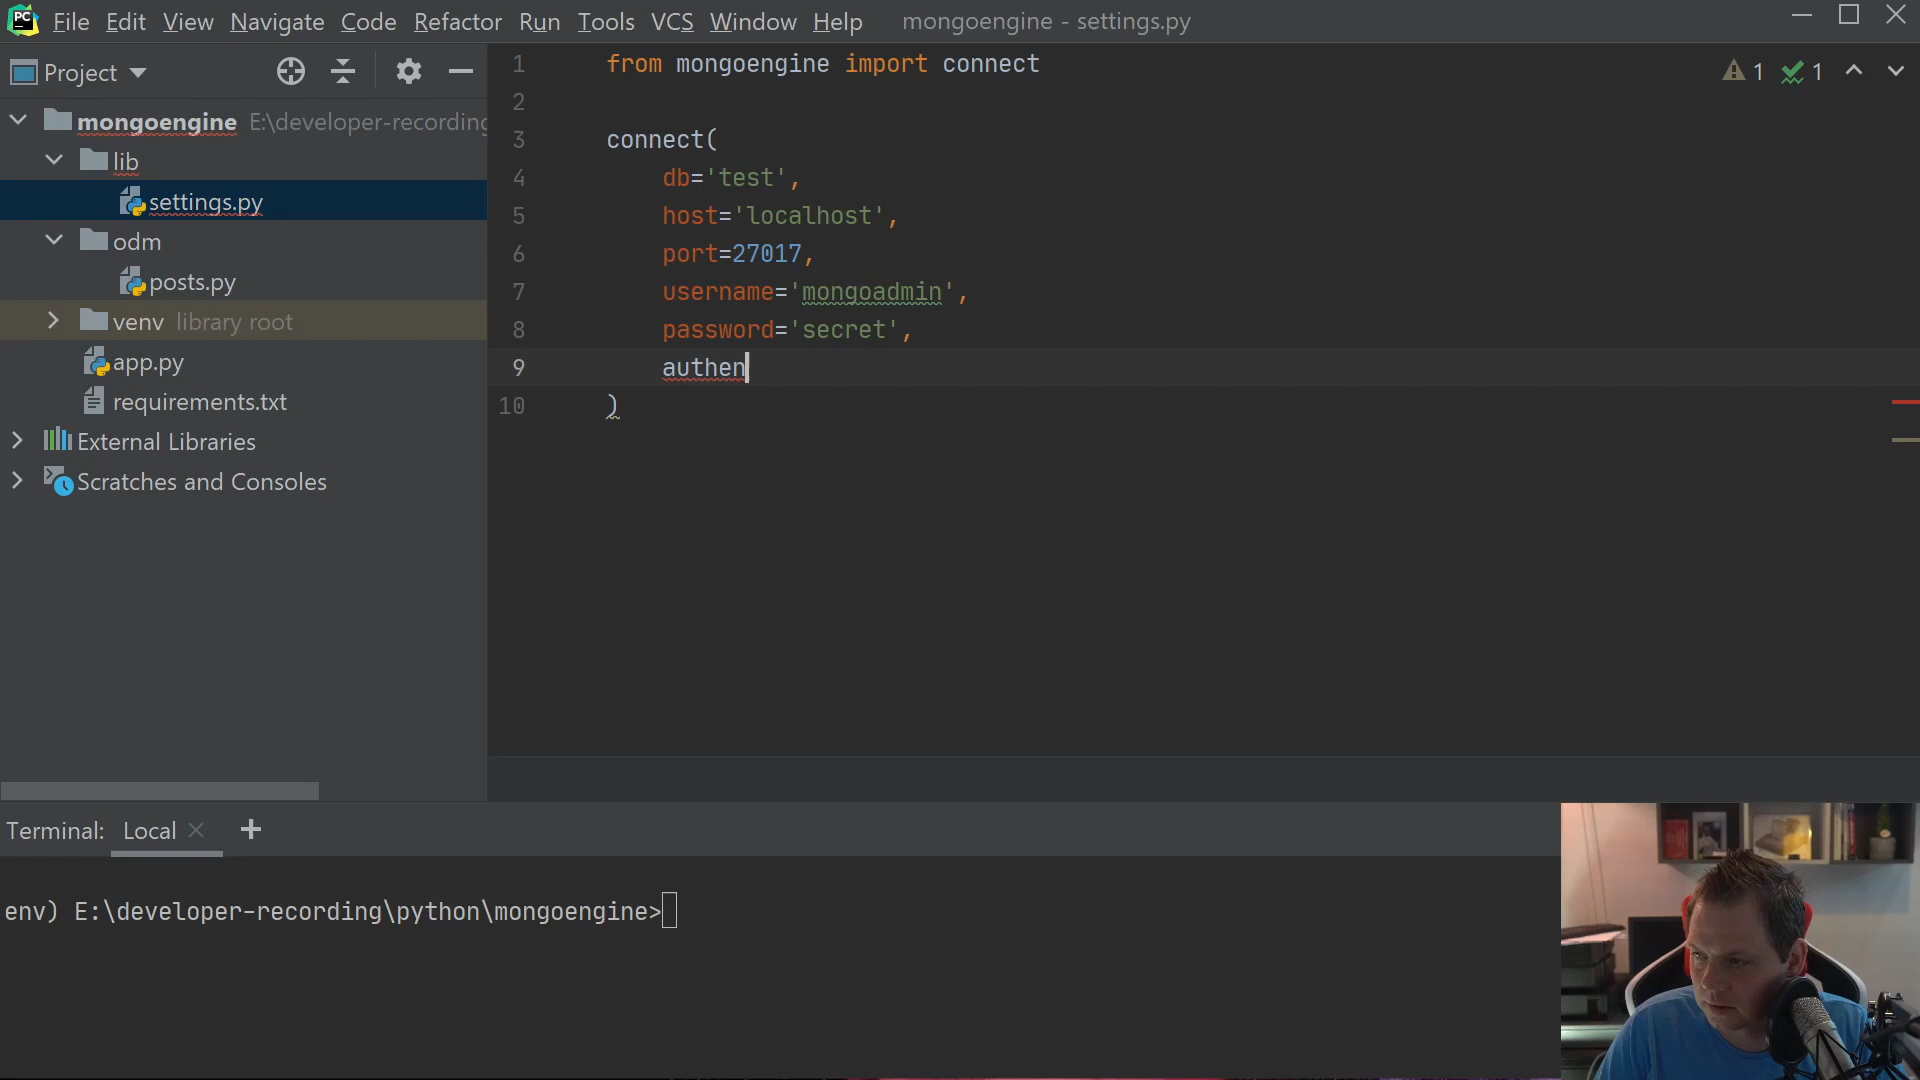 PC File Edit View Navigate Code Refactor Run Tools VCS Window Help mongoengine - settings.py
Project
mongoengine E:\developer-recording
lib
settings.py
odm
posts.py
venv library root
app.py
requirements.txt
External Libraries
Scratches and Consoles
1 from mongoengine import connect
2
3 connect(
4 db='test',
5 host='localhost',
6 port=27017,
7 username='mongoadmin',
8 password='secret',
9 authen
10 )
1 1
Terminal: Local
env) E:\developer-recording\python\mongoengine>